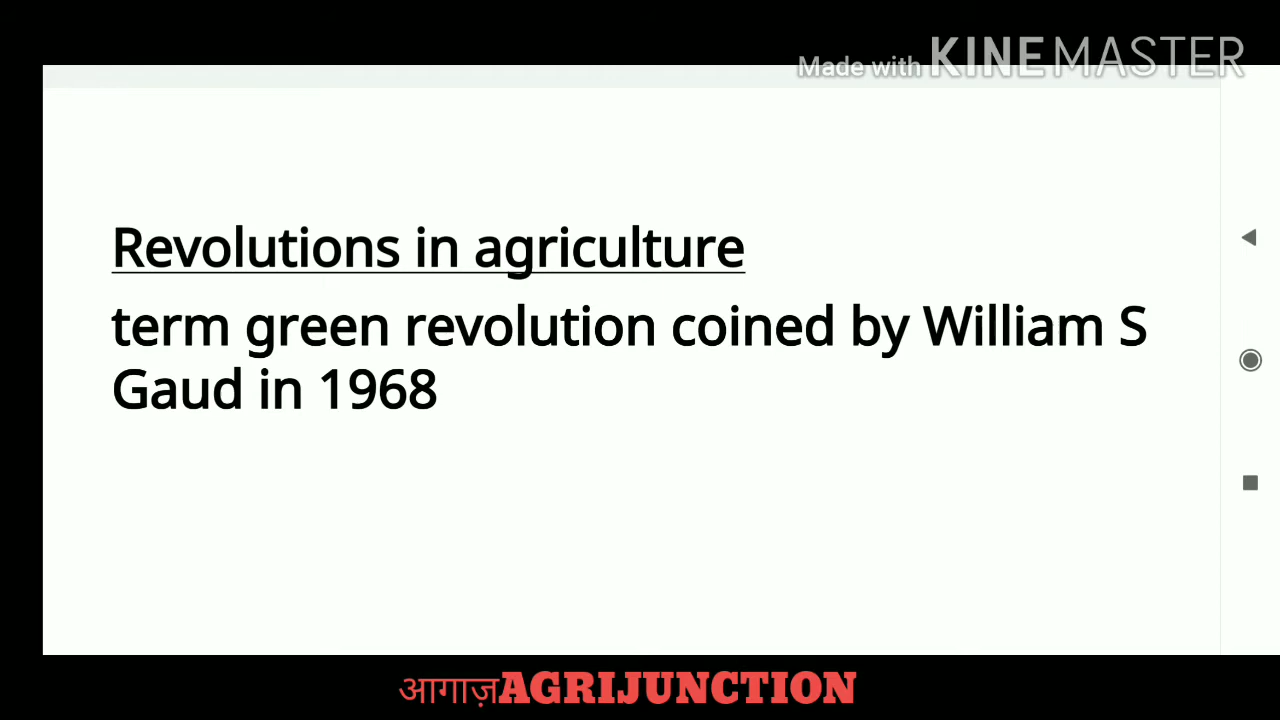 Made with KINEMASTER
Revolutions in agriculture
term green revolution coined by William S
Gaud in 1968
आगाज़AGRIJUNCTION